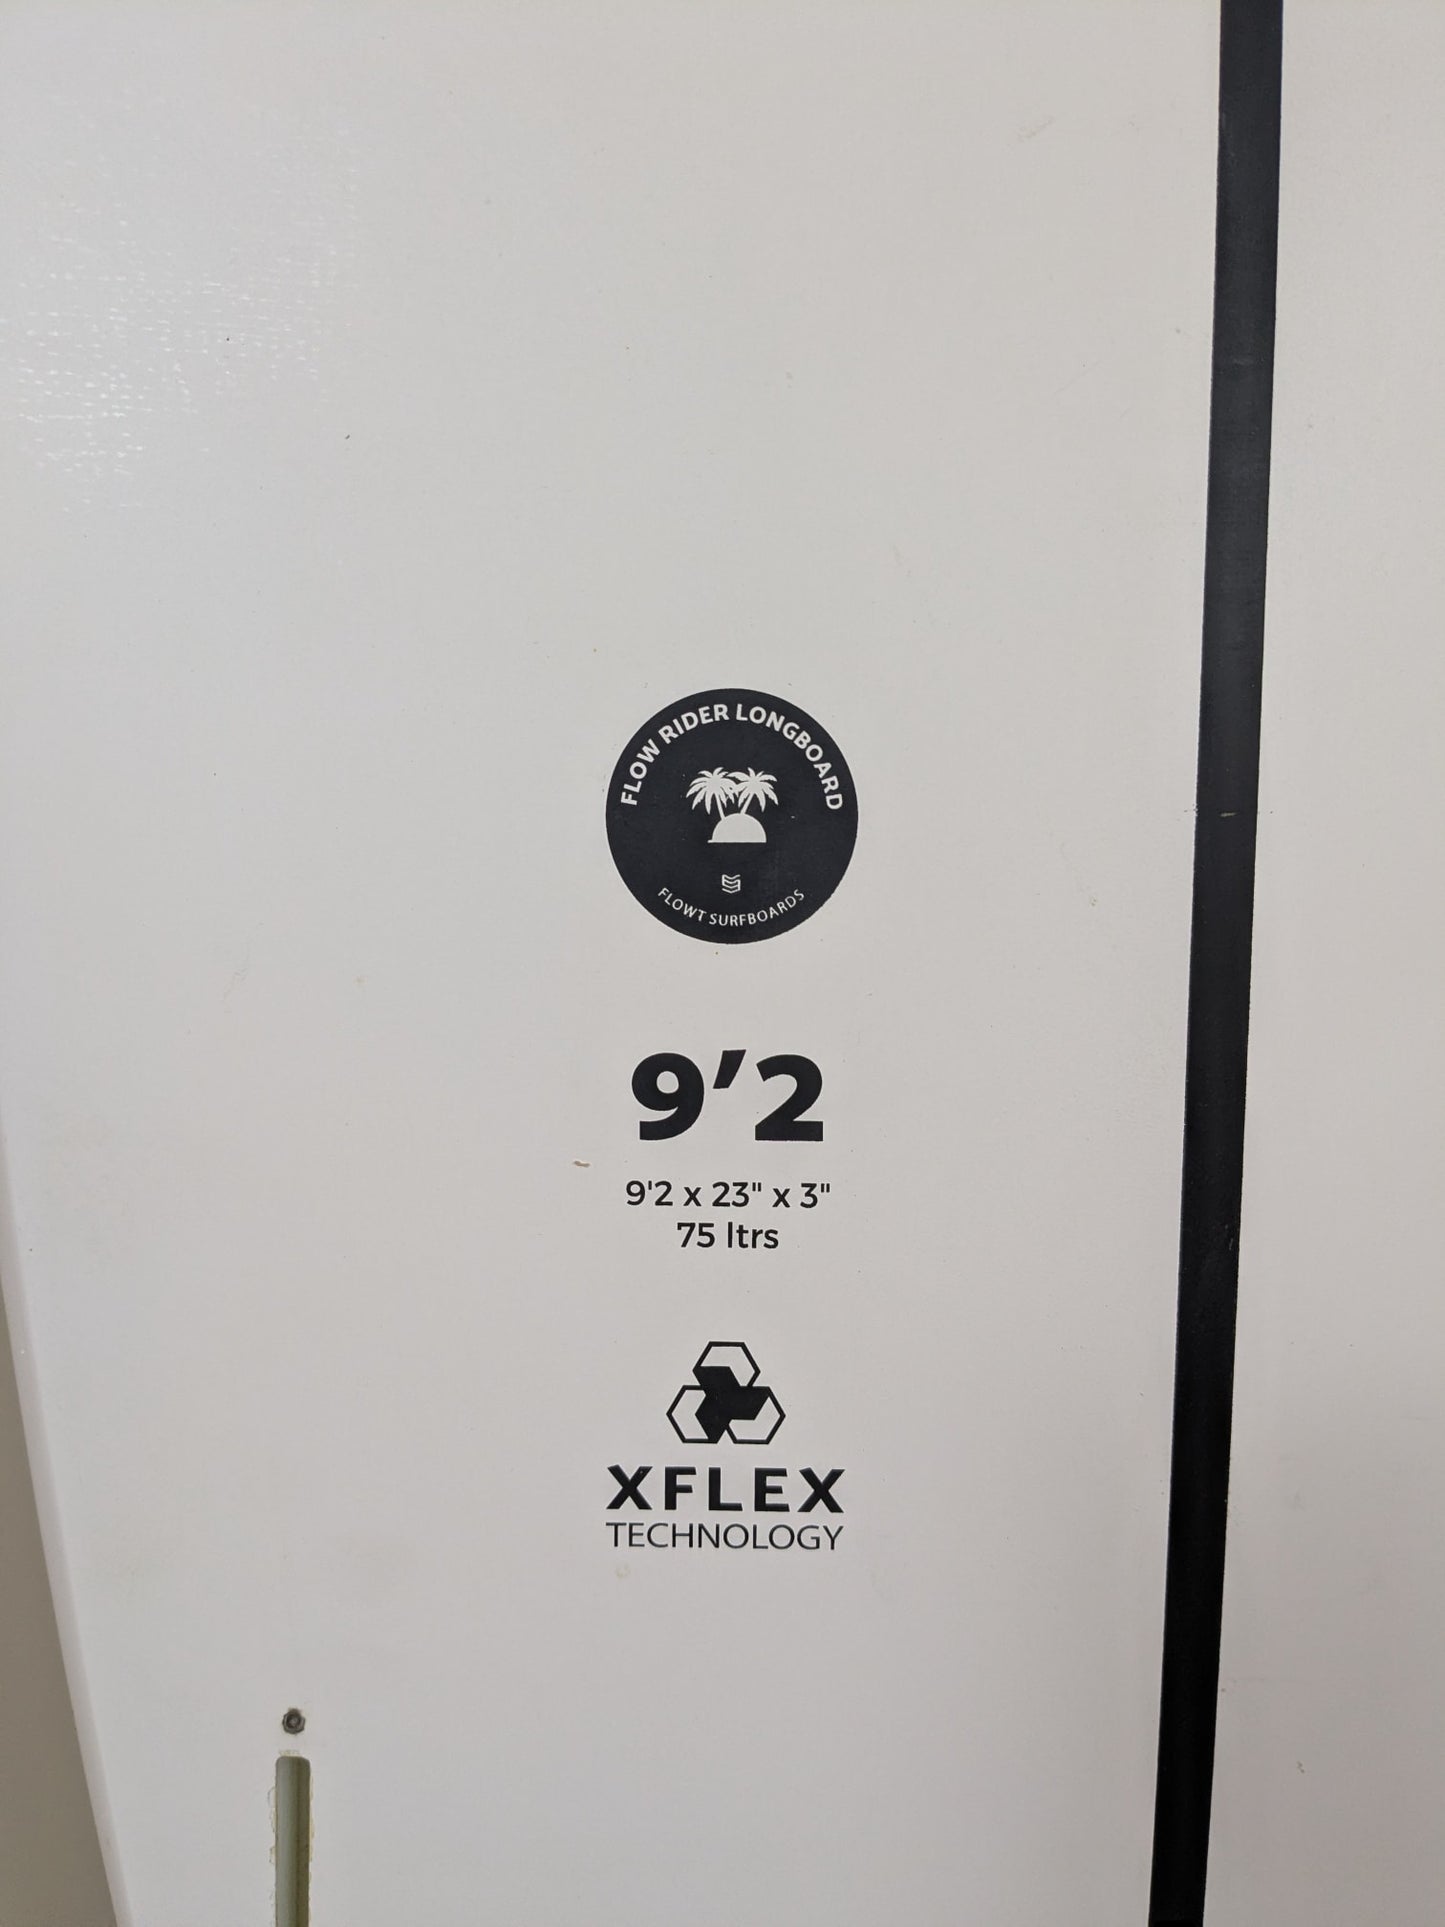 FLOW RIDER LONGBOARD
FLOWT SURFBOARDS
9'2
9'2 x 23" x 3"
75 ltrs
XFLEX
TECHNOLOGY